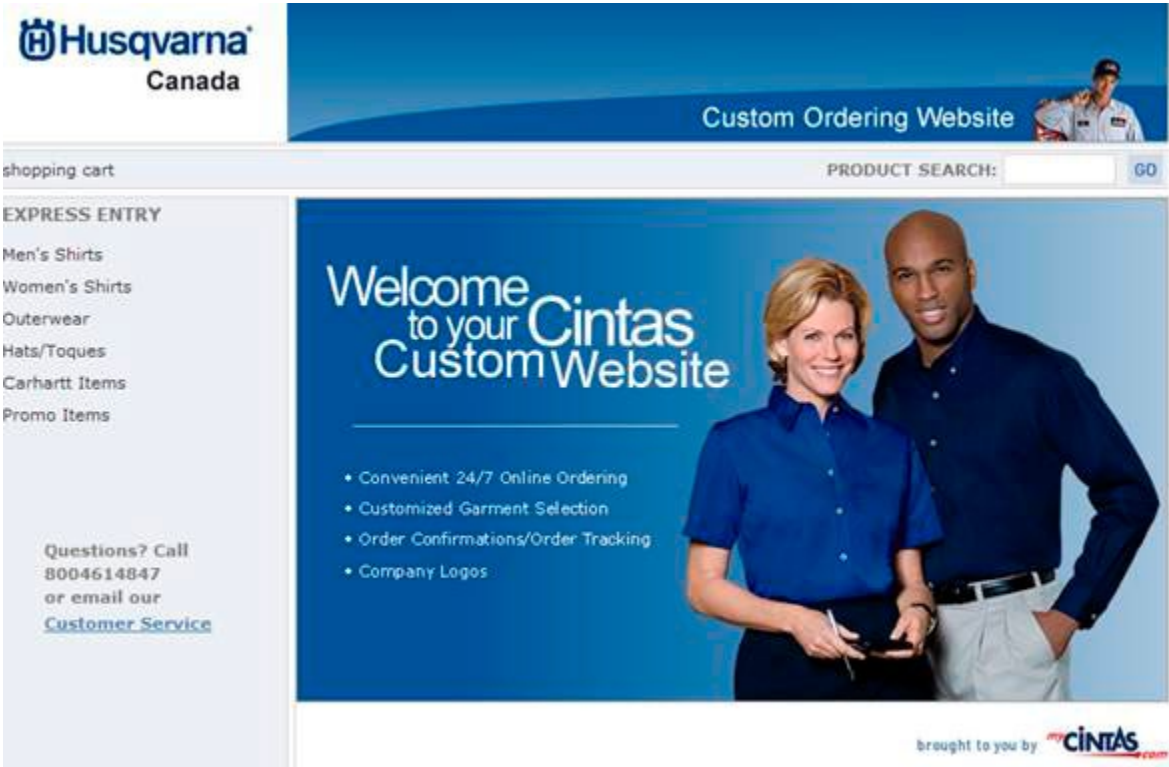 Husqvarna
Canada
Custom Ordering Website
shopping cart
PRODUCT SEARCH:
GO
EXPRESS ENTRY
Men's Shirts
Women's Shirts
Outerwear
Hats/Toques
Carhartt Items
Promo Items
Questions? Call
8004614847
or email our
Customer Service
Welcome
to your Cintas
Custom Website
• Convenient 24/7 Online Ordering
• Customized Garment Selection
• Order Confirmations/Order Tracking
• Company Logos
brought to you by my CINTAS .com